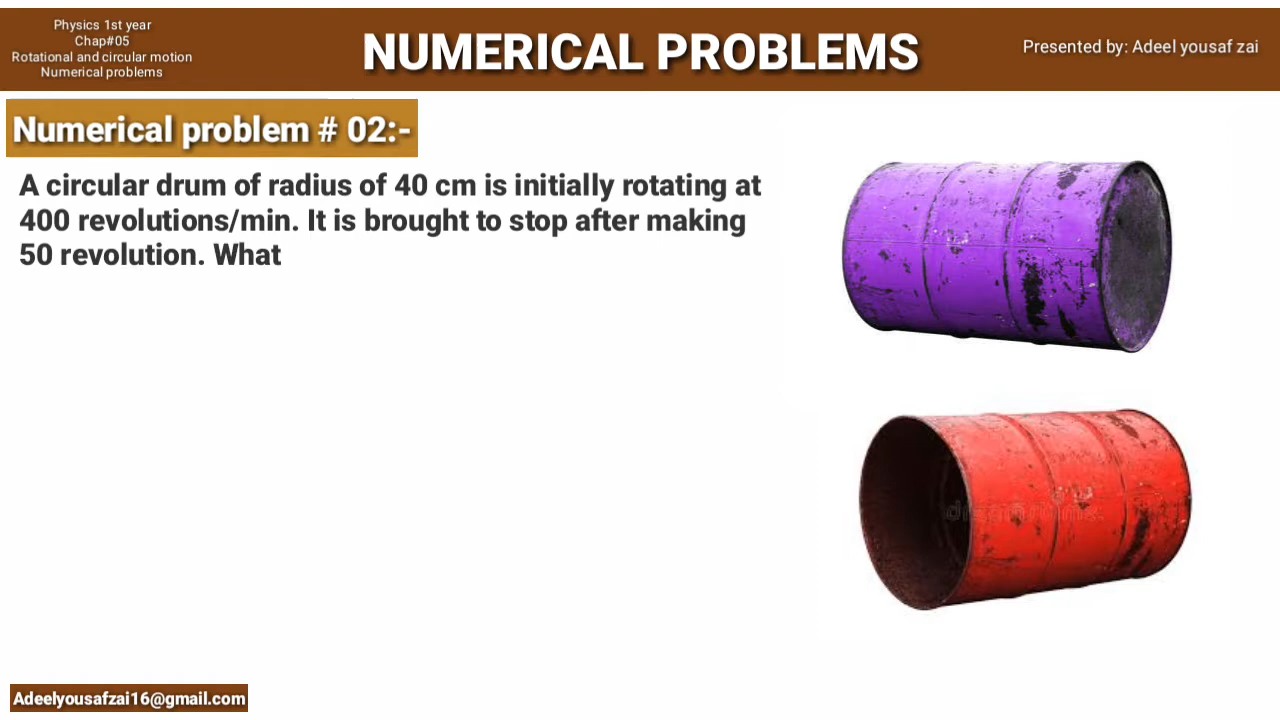 Physics 1st year
Chap#05
Rotational and circular motion
Numerical problems
NUMERICAL PROBLEMS
Presented by: Adeel yousaf zai
Numerical problem # 02:-
A circular drum of radius of 40 cm is initially rotating at
400 revolutions/min. It is brought to stop after making
50 revolution. What
Adeelyousafzai16@gmail.com